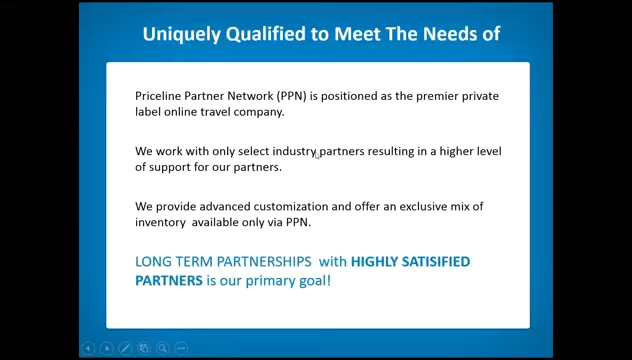 Uniquely Qualified to Meet The Needs of
Priceline Partner Network (PPN) is positioned as the premier private
label online travel company.
We work with only select industry partners resulting in a higher level
of support for our partners.
We provide advanced customization and offer an exclusive mix of
inventory available only via PPN.
LONG TERM PARTNERSHIPS with HIGHLY SATISIFIED
PARTNERS is our primary goal!